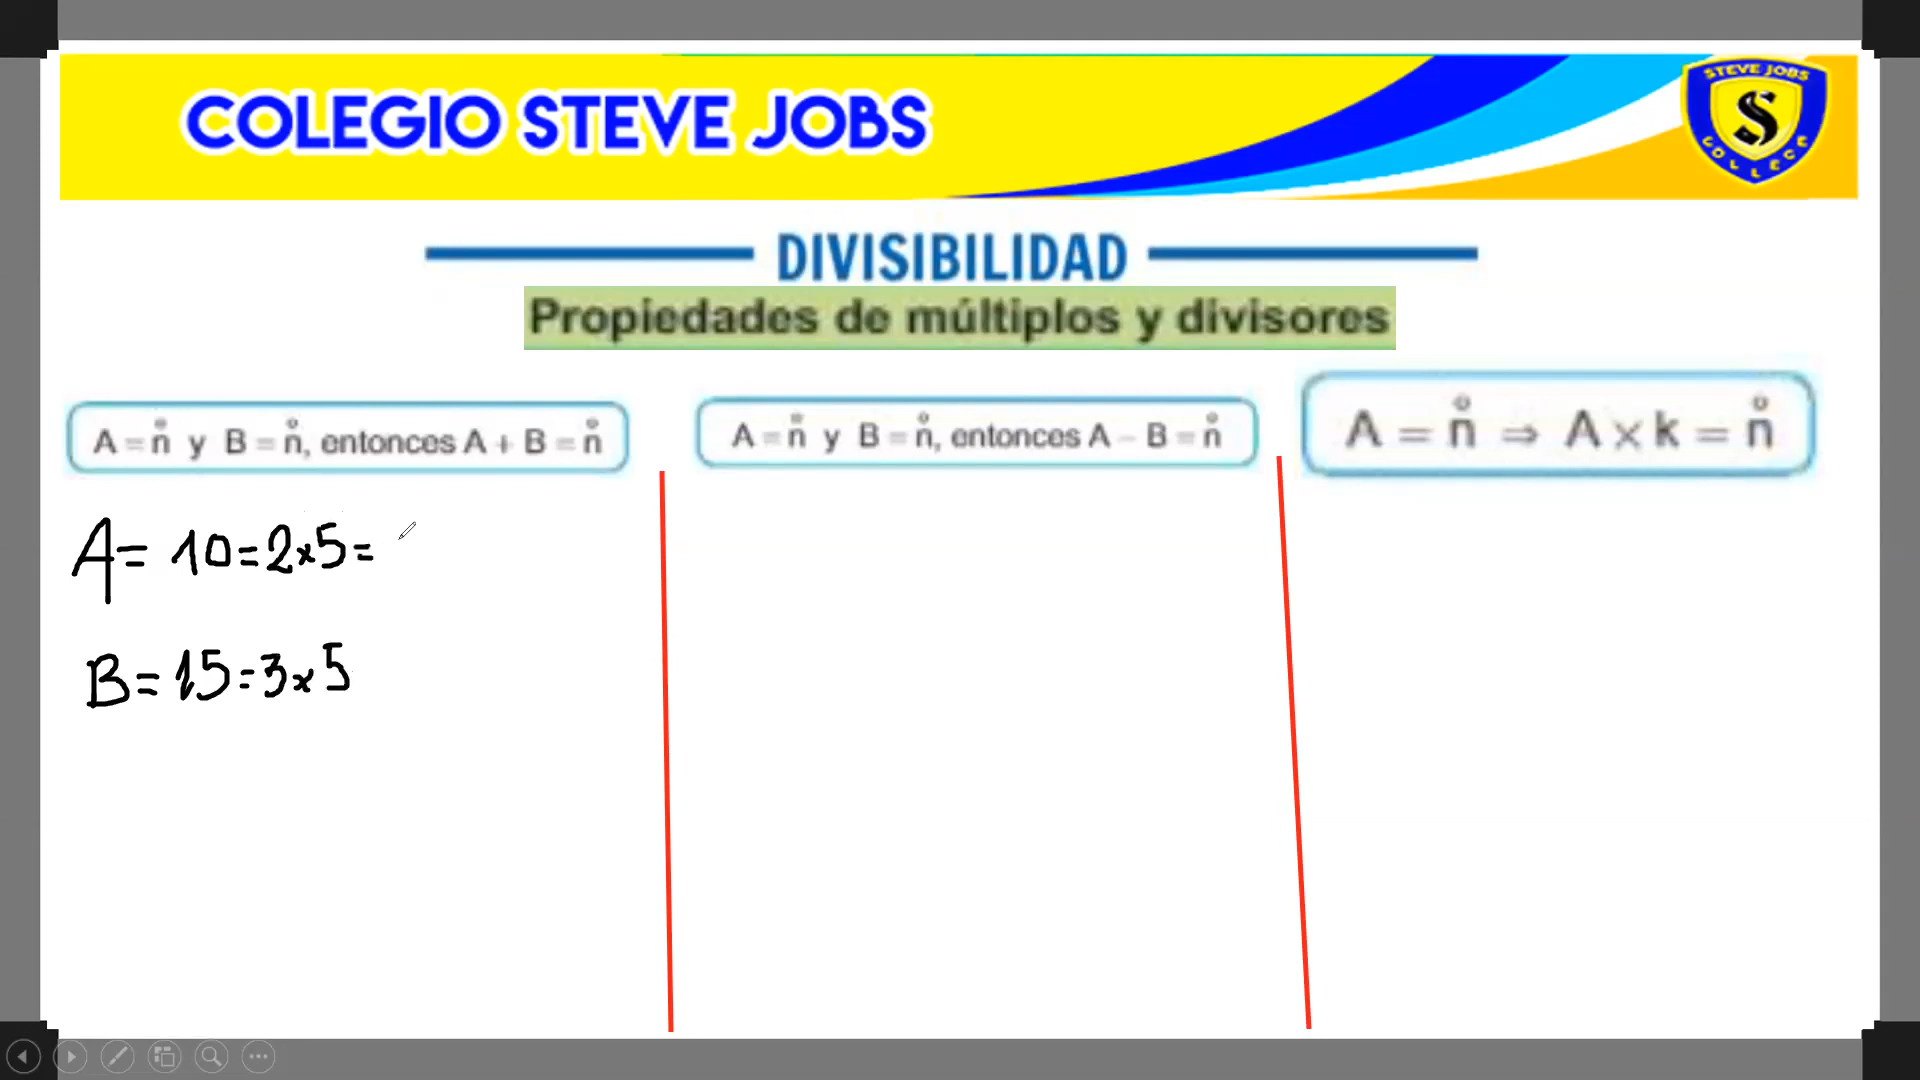 COLEGIO STEVE JOBS
STEVE JOBS
S
COLLEGE
DIVISIBILIDAD
Propiedades de múltiplos y divisores
A = n̊ y B = n̊, entonces A + B = n̊
A = n̊ y B = n̊, entonces A - B = n̊
A = n̊ ⇒ A × k = n̊
A= 10=2×5=
B=15=3×5